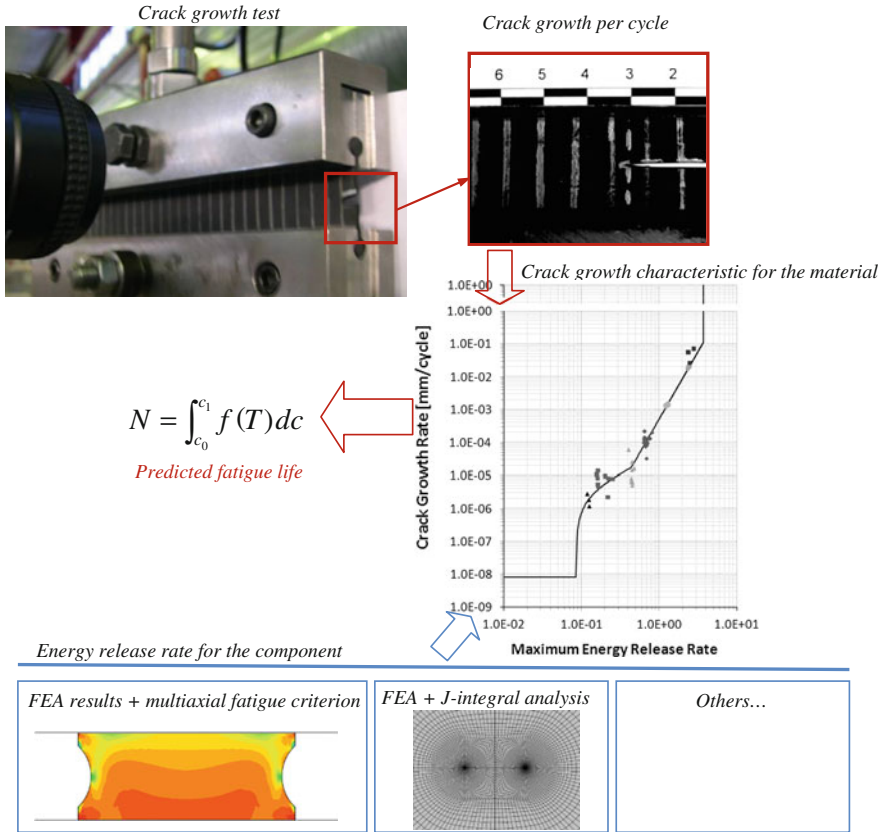 Crack growth test
Crack growth per cycle
6 5 4 3 2
Crack growth characteristic for the material
1.0E+00
1.0E+00
1.0E-01
1.0E-02
1.0E-03
1.0E-04
1.0E-05
1.0E-06
1.0E-07
1.0E-08
1.0E-09
Crack Growth Rate [mm/cycle]
1.0E-02 1.0E-01 1.0E+00 1.0E+01
Maximum Energy Release Rate
N = ∫_{c_0}^{c_1} f(T)dc
Predicted fatigue life
Energy release rate for the component
FEA results + multiaxial fatigue criterion
FEA + J-integral analysis
Others…